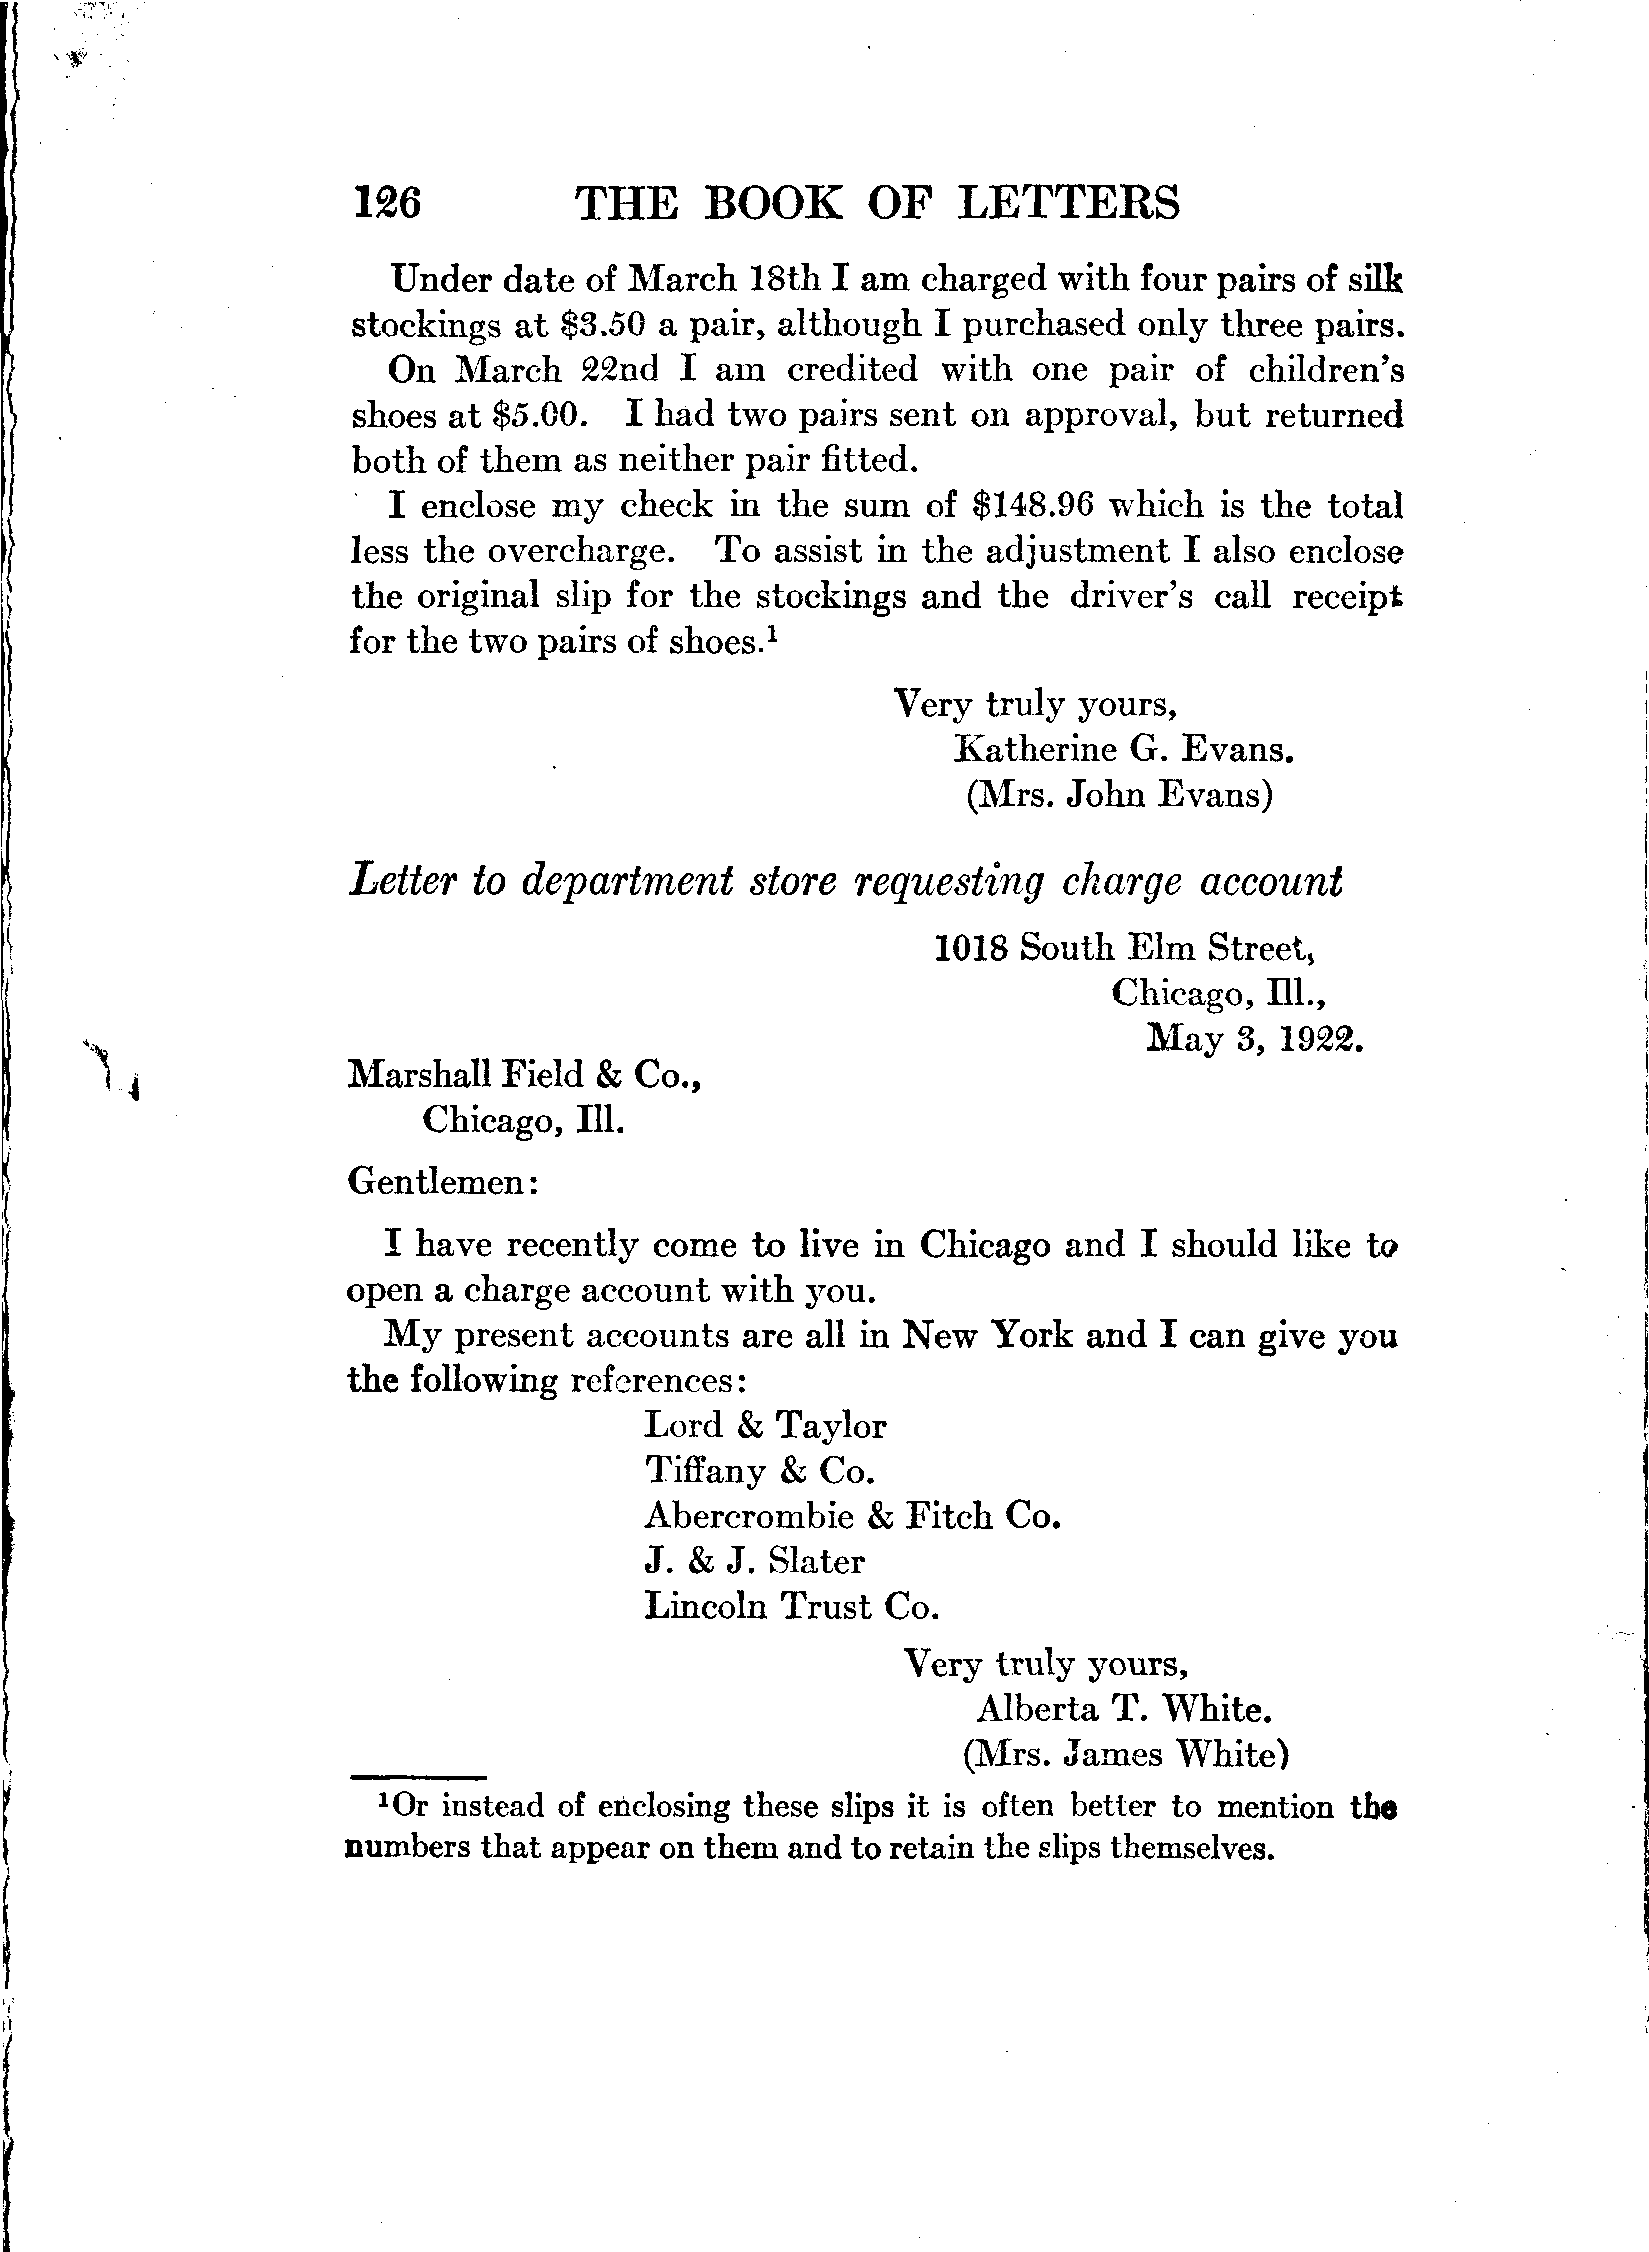 126 THE BOOK OF LETTERS
Under date of March 18th I am charged with four pairs of silk
stockings at $3.50 a pair, although I purchased only three pairs.
On March 22nd I am credited with one pair of children's
shoes at $5.00. I had two pairs sent on approval, but returned
both of them as neither pair fitted.
I enclose my check in the sum of $148.96 which is the total
less the overcharge. To assist in the adjustment I also enclose
the original slip for the stockings and the driver's call receipt
for the two pairs of shoes.¹
Very truly yours,
Katherine G. Evans.
(Mrs. John Evans)
Letter to department store requesting charge account
1018 South Elm Street,
Chicago, Ill.,
May 3, 1922.
Marshall Field & Co.,
Chicago, Ill.
Gentlemen:
I have recently come to live in Chicago and I should like to
open a charge account with you.
My present accounts are all in New York and I can give you
the following references:
Lord & Taylor
Tiffany & Co.
Abercrombie & Fitch Co.
J. & J. Slater
Lincoln Trust Co.
Very truly yours,
Alberta T. White.
(Mrs. James White)
¹Or instead of enclosing these slips it is often better to mention the
numbers that appear on them and to retain the slips themselves.